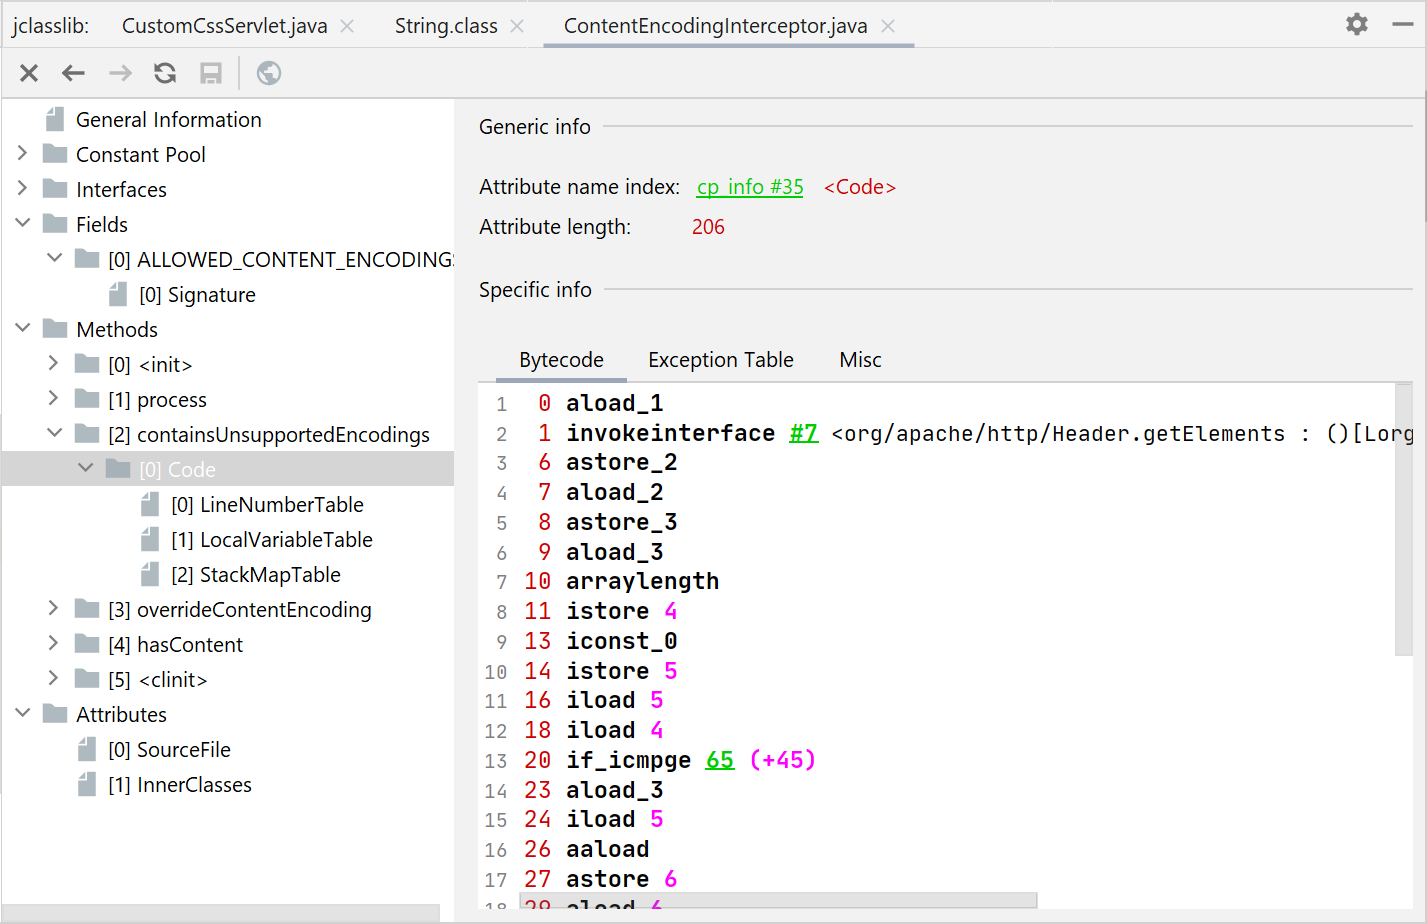 jclasslib: CustomCssServlet.java String.class ContentEncodingInterceptor.java
General Information
Constant Pool
Interfaces
Fields
[0] ALLOWED_CONTENT_ENCODINGS
[0] Signature
Methods
[0] <init>
[1] process
[2] containsUnsupportedEncodings
[0] Code
[0] LineNumberTable
[1] LocalVariableTable
[2] StackMapTable
[3] overrideContentEncoding
[4] hasContent
[5] <clinit>
Attributes
[0] SourceFile
[1] InnerClasses
Generic info
Attribute name index: cp_info #35 <Code>
Attribute length: 206
Specific info
Bytecode Exception Table Misc
1 0 aload_1
2 1 invokeinterface #7 <org/apache/http/Header.getElements : ()[Lorg
3 6 astore_2
4 7 aload_2
5 8 astore_3
6 9 aload_3
7 10 arraylength
8 11 istore 4
9 13 iconst_0
10 14 istore 5
11 16 iload 5
12 18 iload 4
13 20 if_icmpge 65 (+45)
14 23 aload_3
15 24 iload 5
16 26 aaload
17 27 astore 6
18 29 aload 6